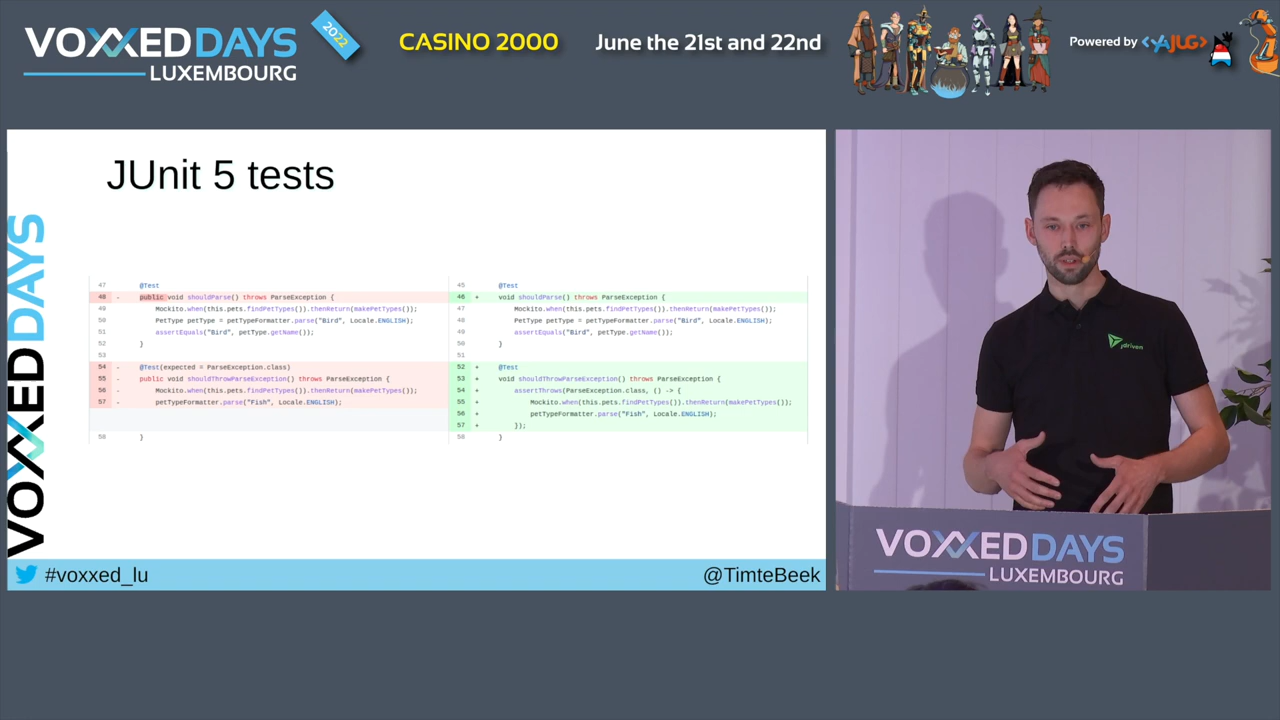 VOXXED DAYS
LUXEMBOURG
2022
CASINO 2000
June the 21st and 22nd
Powered by <YAJUG>
JUnit 5 tests
VOXXED DAYS
47 @Test
48 - public void shouldParse() throws ParseException {
49 Mockito.when(this.pets.findPetTypes()).thenReturn(makePetTypes());
50 PetType petType = petTypeFormatter.parse("Bird", Locale.ENGLISH);
51 assertEquals("Bird", petType.getName());
52 }
53
54 - @Test(expected = ParseException.class)
55 - public void shouldThrowParseException() throws ParseException {
56 - Mockito.when(this.pets.findPetTypes()).thenReturn(makePetTypes());
57 - petTypeFormatter.parse("Fish", Locale.ENGLISH);
58 }
45 @Test
46 + void shouldParse() throws ParseException {
47 Mockito.when(this.pets.findPetTypes()).thenReturn(makePetTypes());
48 PetType petType = petTypeFormatter.parse("Bird", Locale.ENGLISH);
49 assertEquals("Bird", petType.getName());
50 }
51
52 + @Test
53 + void shouldThrowParseException() throws ParseException {
54 + assertThrows(ParseException.class, () -> {
55 + Mockito.when(this.pets.findPetTypes()).thenReturn(makePetTypes());
56 + petTypeFormatter.parse("Fish", Locale.ENGLISH);
57 + });
58 }
#voxxed_lu
@TimteBeek
jdriven
VOXXED DAYS
LUXEMBOURG